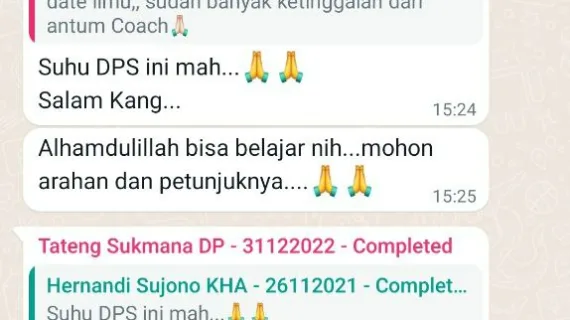 date ilmu,, sudah banyak ketinggalan dari
antum Coach🙏🏻
Suhu DPS ini mah...🙏🙏
Salam Kang...
15:24
Alhamdulillah bisa belajar nih...mohon
arahan dan petunjuknya....🙏🙏
15:25
Tateng Sukmana DP - 31122022 - Completed
Hernandi Sujono KHA - 26112021 - Complet...
Suhu DPS ini mah...🙏🙏